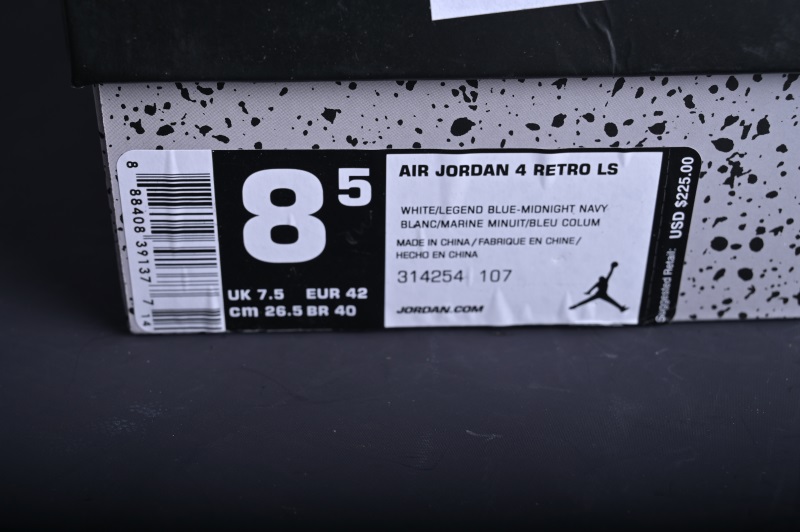 8 88408 39137 7 14
8 5
UK 7.5 EUR 42
cm 26.5 BR 40
AIR JORDAN 4 RETRO LS
WHITE/LEGEND BLUE-MIDNIGHT NAVY
BLANC/MARINE MINUIT/BLEU COLUM
MADE IN CHINA/FABRIQUE EN CHINE/
HECHO EN CHINA
314254 107
JORDAN.COM
Suggested Retail: USD $225.00